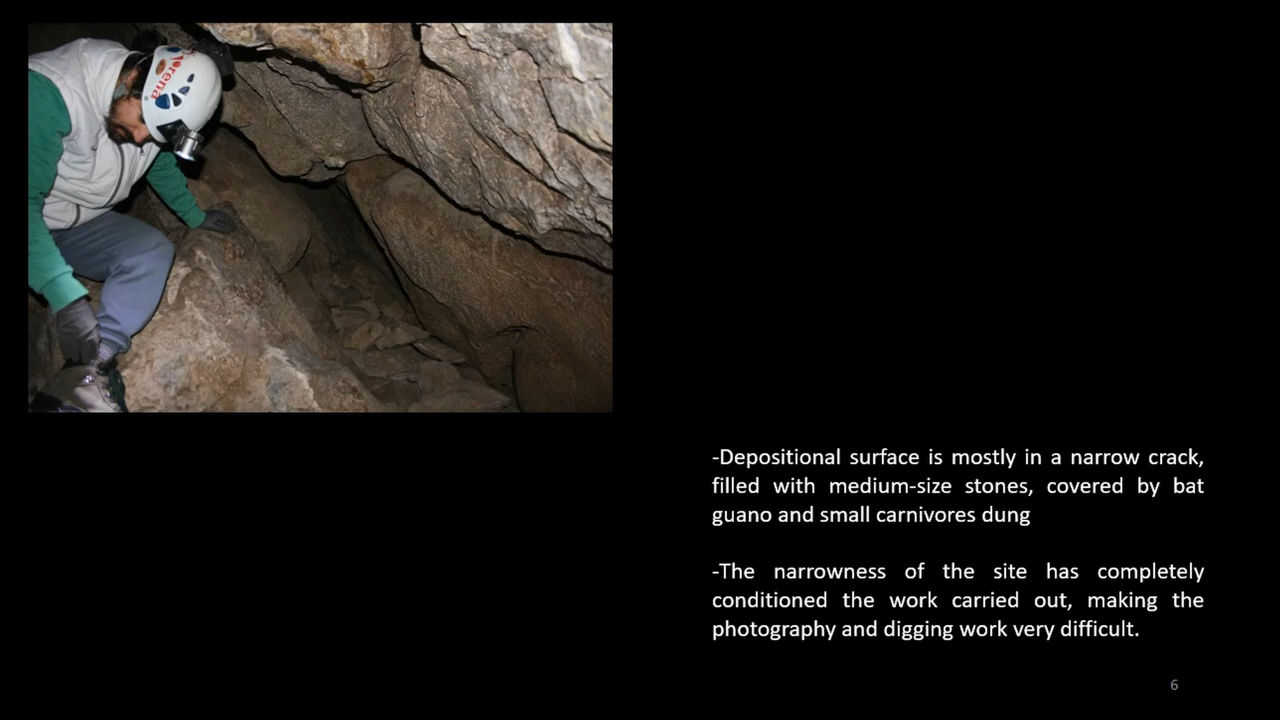 arena
-Depositional surface is mostly in a narrow crack,
filled with medium-size stones, covered by bat
guano and small carnivores dung
-The narrowness of the site has completely
conditioned the work carried out, making the
photography and digging work very difficult.
6